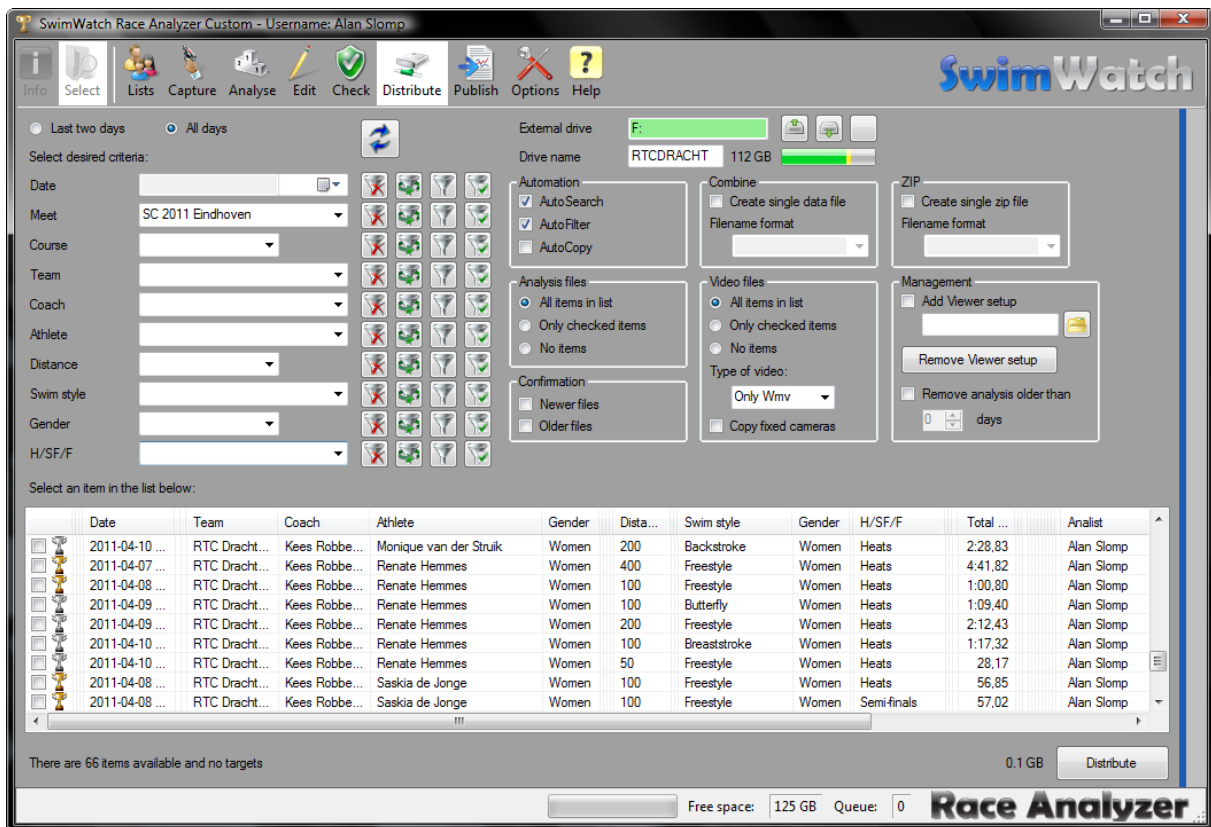 SwimWatch Race Analyzer Custom - Username: Alan Slomp
Info Select Lists Capture Analyse Edit Check Distribute Publish Options Help
SwimWatch
Last two days All days
External drive F:
Select desired criteria:
Drive name RTCDRACHT 112 GB
Date
Meet SC 2011 Eindhoven
Course
Team
Coach
Athlete
Distance
Swim style
Gender
H/SF/F
Automation
AutoSearch
AutoFilter
AutoCopy
Combine
Create single data file
Filename format
ZIP
Create single zip file
Filename format
Analysis files
All items in list
Only checked items
No items
Confirmation
Newer files
Older files
Video files
All items in list
Only checked items
No items
Type of video:
Only Wmv
Copy fixed cameras
Management
Add Viewer setup
Remove Viewer setup
Remove analysis older than
0 days
Select an item in the list below:
Date Team Coach Athlete Gender Dista... Swim style Gender H/SF/F Total ... Analist
2011-04-10 ... RTC Dracht... Kees Robbe... Monique van der Struik Women 200 Backstroke Women Heats 2:28,83 Alan Slomp
2011-04-07 ... RTC Dracht... Kees Robbe... Renate Hemmes Women 400 Freestyle Women Heats 4:41,82 Alan Slomp
2011-04-08 ... RTC Dracht... Kees Robbe... Renate Hemmes Women 100 Freestyle Women Heats 1:00,80 Alan Slomp
2011-04-09 ... RTC Dracht... Kees Robbe... Renate Hemmes Women 100 Butterfly Women Heats 1:09,40 Alan Slomp
2011-04-09 ... RTC Dracht... Kees Robbe... Renate Hemmes Women 200 Freestyle Women Heats 2:12,43 Alan Slomp
2011-04-10 ... RTC Dracht... Kees Robbe... Renate Hemmes Women 100 Breaststroke Women Heats 1:17,32 Alan Slomp
2011-04-10 ... RTC Dracht... Kees Robbe... Renate Hemmes Women 50 Freestyle Women Heats 28,17 Alan Slomp
2011-04-08 ... RTC Dracht... Kees Robbe... Saskia de Jonge Women 100 Freestyle Women Heats 56,85 Alan Slomp
2011-04-08 ... RTC Dracht... Kees Robbe... Saskia de Jonge Women 100 Freestyle Women Semi-finals 57,02 Alan Slomp
There are 66 items available and no targets
0.1 GB Distribute
Free space: 125 GB Queue: 0 Race Analyzer